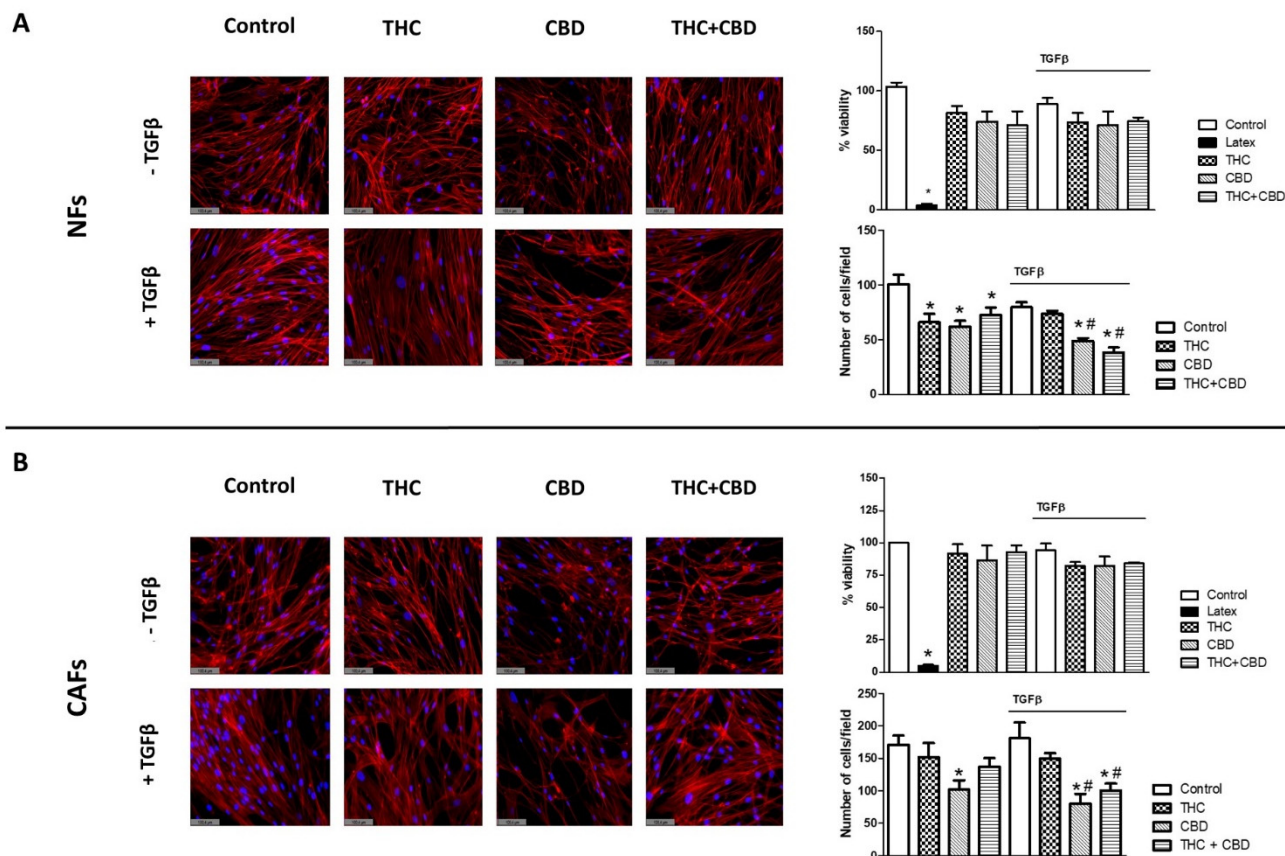 A
Control
THC
CBD
THC+CBD
NFs
- TGFβ
+ TGFβ
% viability
150
100
50
0
TGFβ
*
Control
Latex
THC
CBD
THC+CBD
Number of cells/field
150
100
50
0
TGFβ
*
*
*
* #
* #
Control
THC
CBD
THC+CBD
B
Control
THC
CBD
THC+CBD
CAFs
- TGFβ
+ TGFβ
% viability
150
125
100
75
50
25
0
TGFβ
*
Control
Latex
THC
CBD
THC+CBD
Number of cells/field
250
200
150
100
50
0
TGFβ
*
* #
* #
Control
THC
CBD
THC + CBD